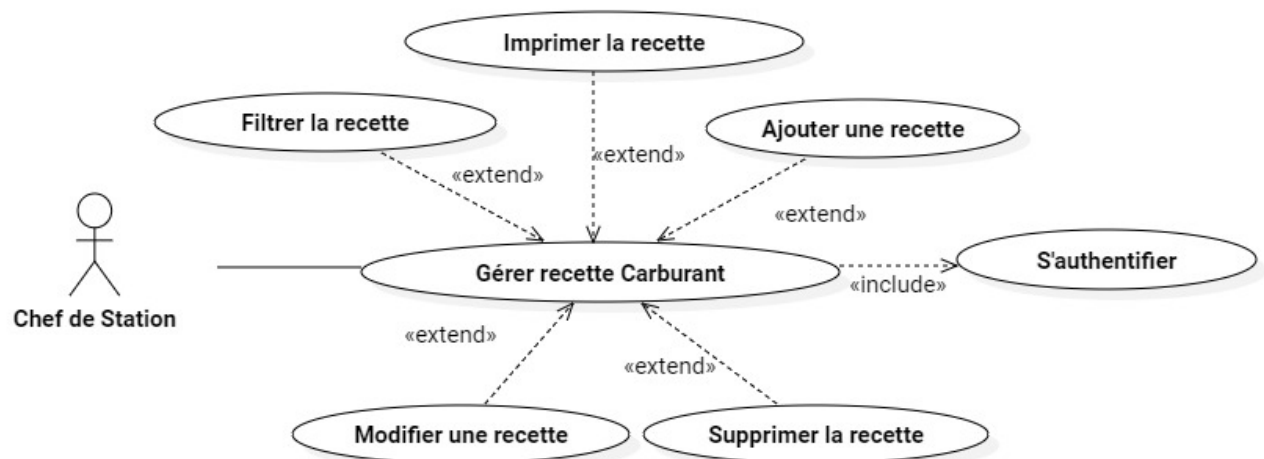 Imprimer la recette
Filtrer la recette
Ajouter une recette
«extend»
«extend»
«extend»
Gérer recette Carburant
S'authentifier
«include»
Chef de Station
«extend»
«extend»
Modifier une recette
Supprimer la recette